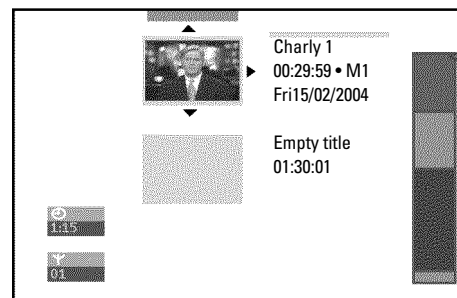 Charly 1
00:29:59 • M1
Fri15/02/2004
Empty title
01:30:01
1:15
01